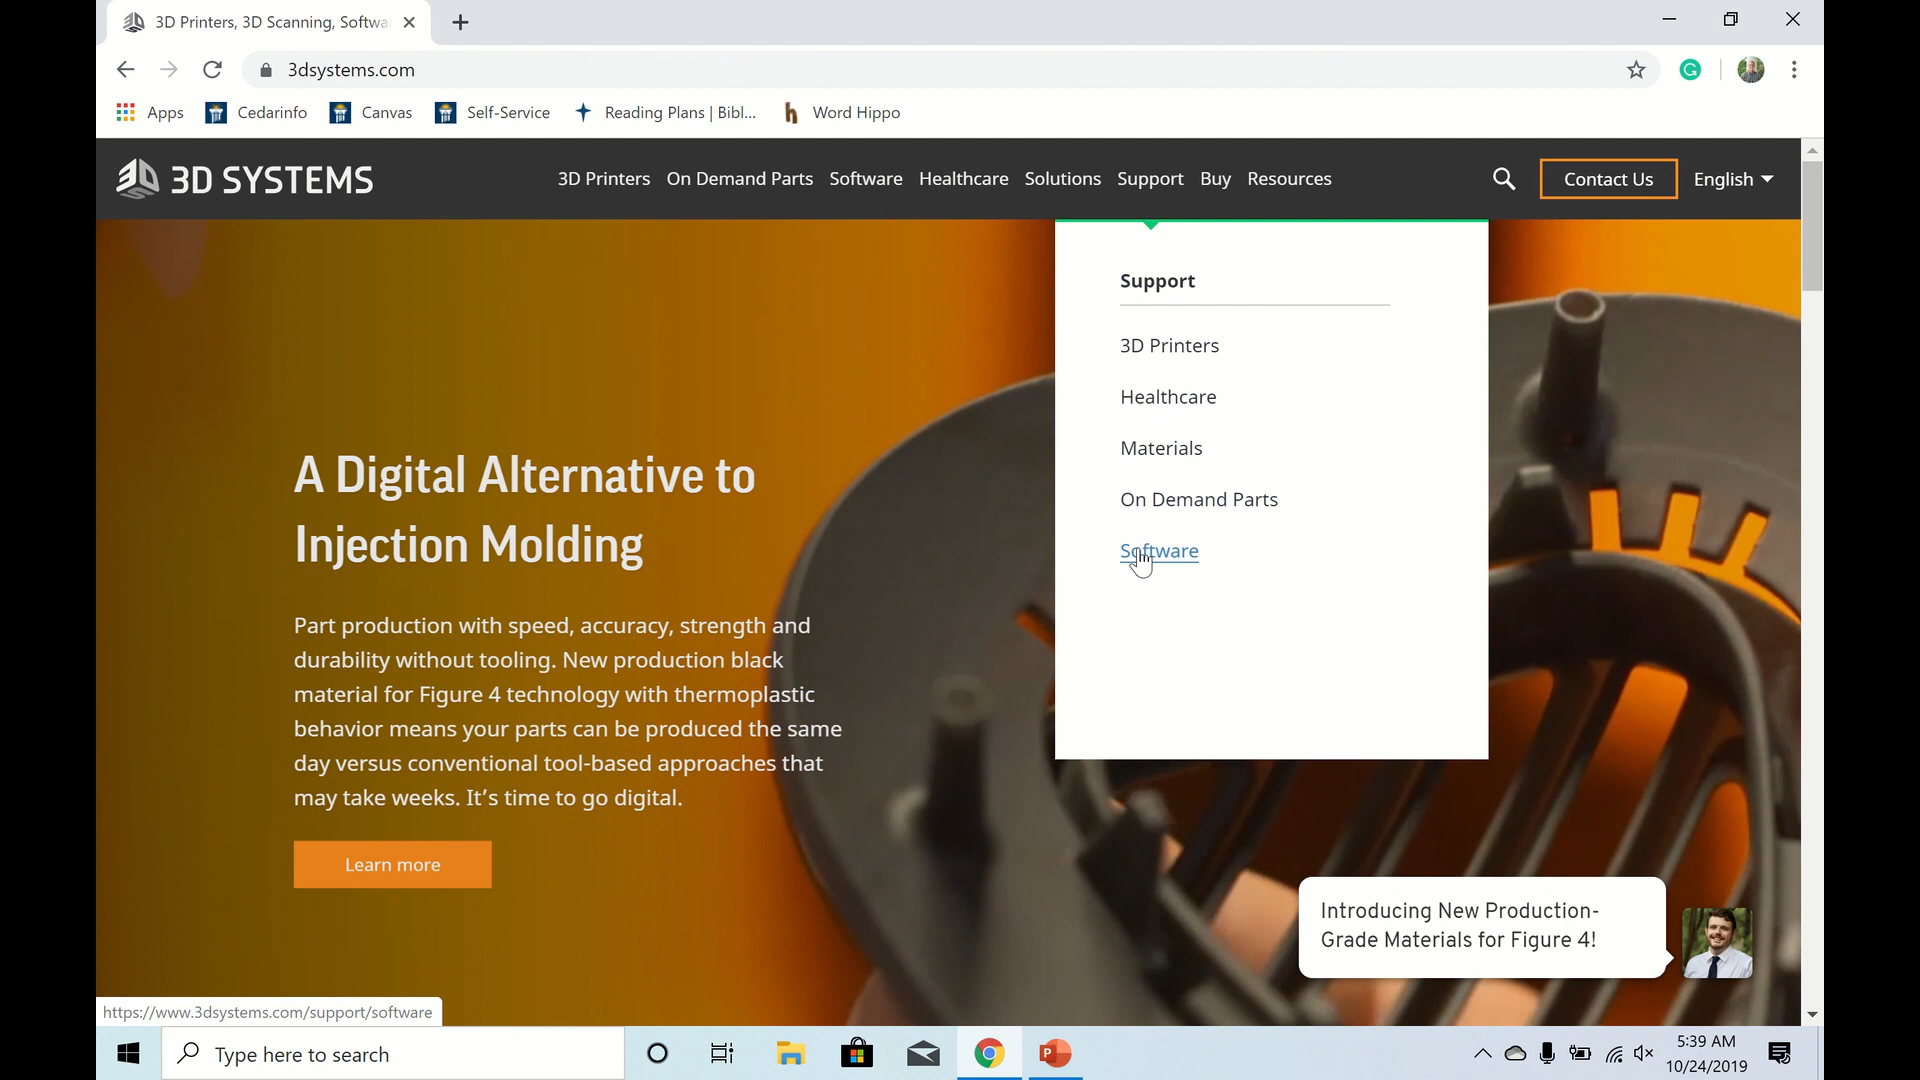 3D Printers, 3D Scanning, Softwa
3dsystems.com
Apps
Cedarinfo
Canvas
Self-Service
Reading Plans | Bibl...
Word Hippo
3D SYSTEMS
3D Printers
On Demand Parts
Software
Healthcare
Solutions
Support
Buy
Resources
Contact Us
English
Support
3D Printers
Healthcare
Materials
On Demand Parts
Software
A Digital Alternative to
Injection Molding
Part production with speed, accuracy, strength and
durability without tooling. New production black
material for Figure 4 technology with thermoplastic
behavior means your parts can be produced the same
day versus conventional tool-based approaches that
may take weeks. It's time to go digital.
Learn more
Introducing New Production-
Grade Materials for Figure 4!
https://www.3dsystems.com/support/software
Type here to search
5:39 AM
10/24/2019